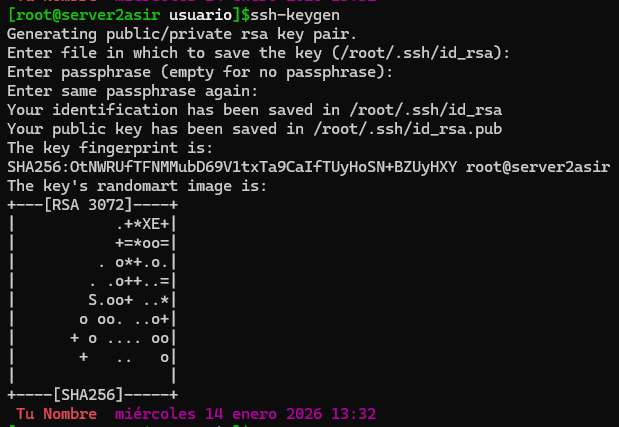 [root@server2asir usuario]$ssh-keygen
Generating public/private rsa key pair.
Enter file in which to save the key (/root/.ssh/id_rsa):
Enter passphrase (empty for no passphrase):
Enter same passphrase again:
Your identification has been saved in /root/.ssh/id_rsa
Your public key has been saved in /root/.ssh/id_rsa.pub
The key fingerprint is:
SHA256:OtNWRUfTFNMMubD69V1txTa9CaIfTUyHoSN+BZUyHXY root@server2asir
The key's randomart image is:
+---[RSA 3072]----+
|           .+*XE+|
|           +=*oo=|
|         . o*+.o.|
|        . .o++..=|
|        S.oo+ ..*|
|       o oo. ..o+|
|      + o .... oo|
|       +   ..   o|
|                 |
+----[SHA256]-----+
Tu Nombre  miércoles 14 enero 2026 13:32